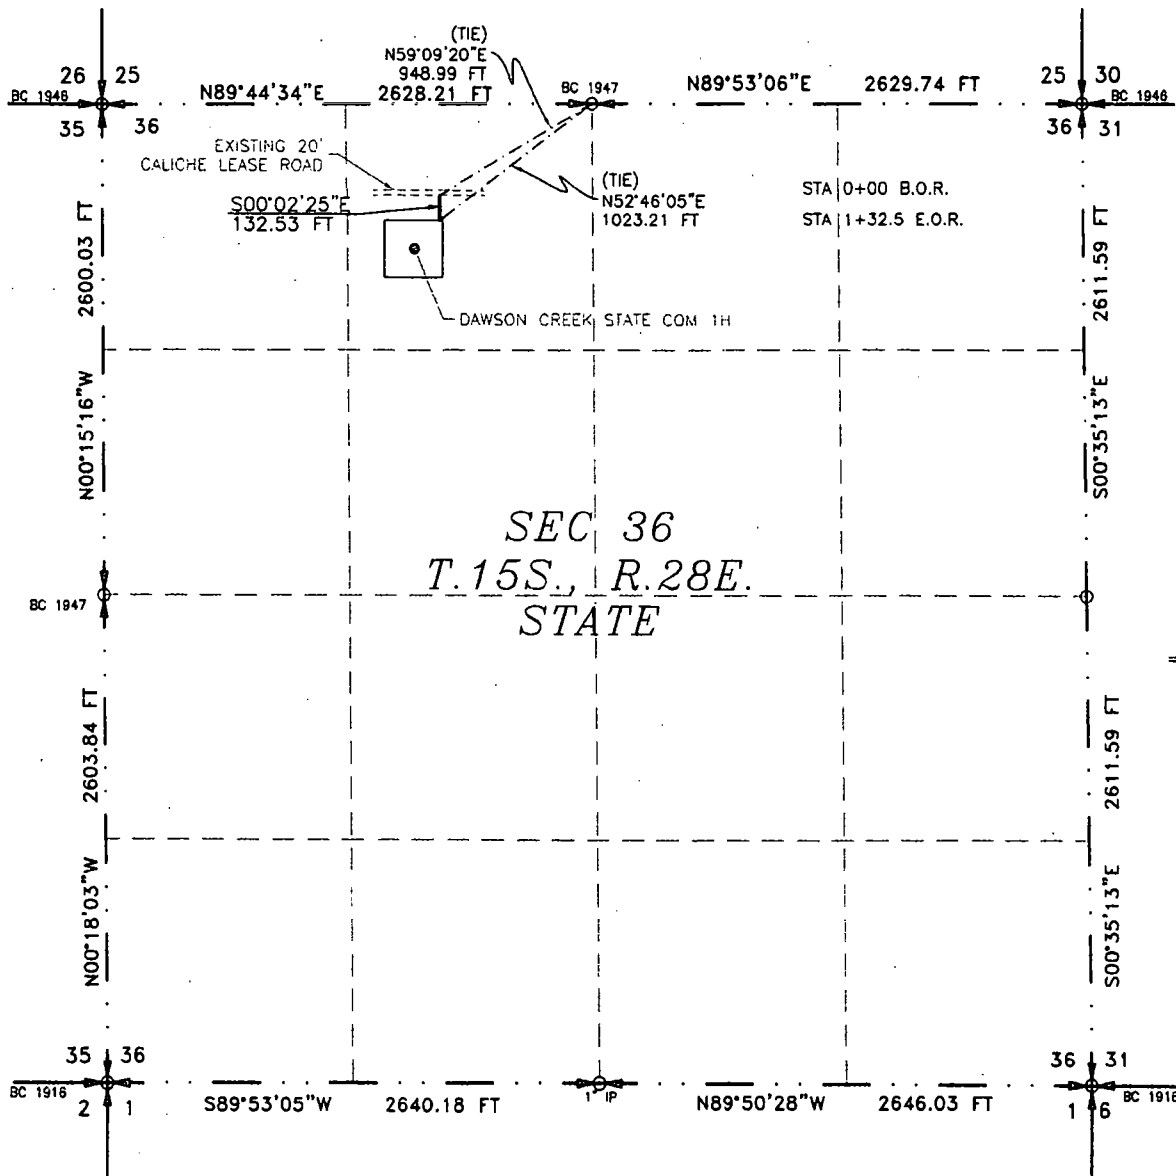 (TIE)
N59°09'20"E
948.99 FT
26 25
BC 1946
35 36
N89°44'34"E 2628.21 FT
BC 1947
N89°53'06"E 2629.74 FT
25 30
BC 1946
36 31
EXISTING 20'
CALICHE LEASE ROAD
S00°02'25"E
132.53 FT
(TIE)
N52°46'05"E
1023.21 FT
STA 0+00 B.O.R.
STA 1+32.5 E.O.R.
DAWSON CREEK STATE COM 1H
2600.03 FT
N00°15'16"W
2611.59 FT
S00°35'13"E
SEC 36
T.15S., R.28E.
STATE
BC 1947
2603.84 FT
N00°18'03"W
2611.59 FT
S00°35'13"E
35 36
BC 1916
2 1
S89°53'05"W 2640.18 FT
1" IP
N89°50'28"W 2646.03 FT
36 31
BC 1916
1 6